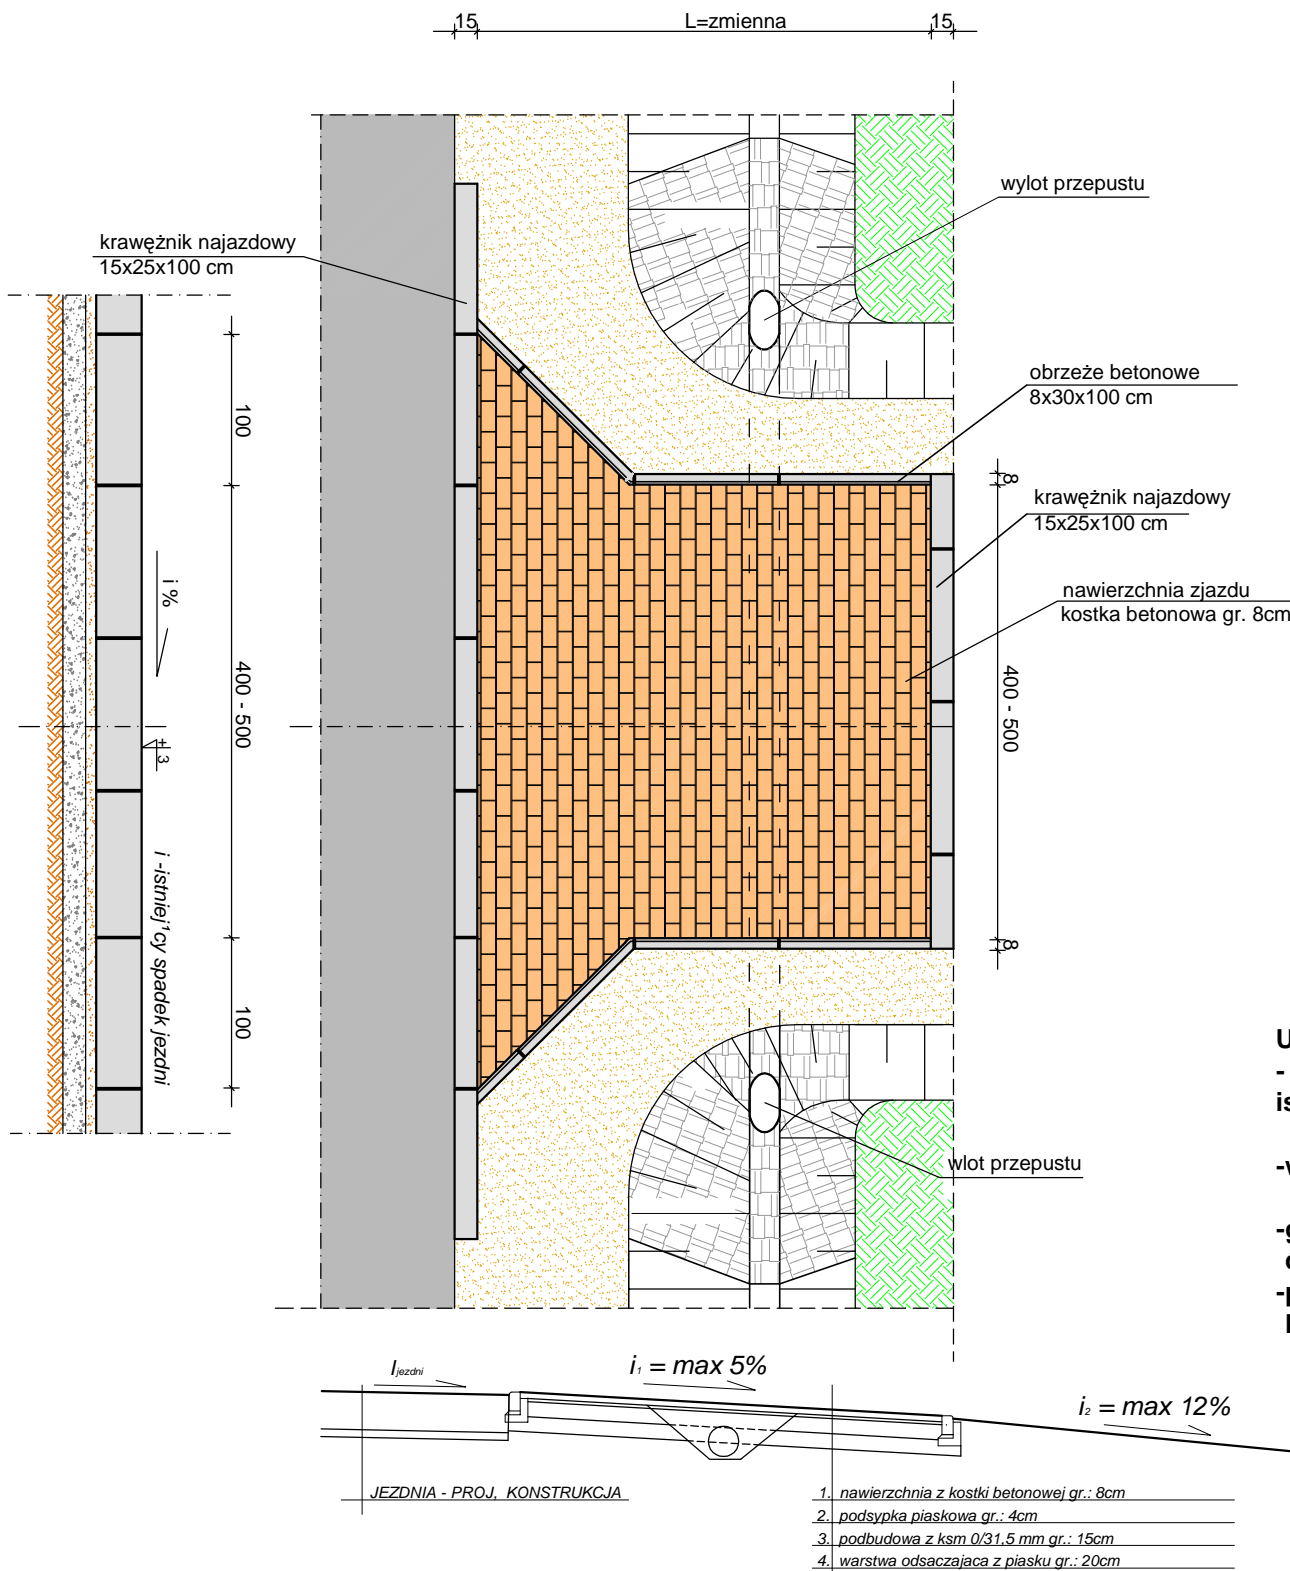 15 L=zmienna 15
wylot przepustu
krawężnik najazdowy
15x25x100 cm
obrzeże betonowe
8x30x100 cm
8
krawężnik najazdowy
15x25x100 cm
nawierzchnia zjazdu
kostka betonowa gr. 8cm
100
i %
400 - 500
400 - 500
+3
i -istniej¹cy spadek jezdni
8
100
wlot przepustu
U
-
is
-g
I jezdni
i₁ = max 5%
i₂ = max 12%
JEZDNIA - PROJ, KONSTRUKCJA
1. nawierzchnia z kostki betonowej gr.: 8cm
2. podsypka piaskowa gr.: 4cm
3. podbudowa z ksm 0/31,5 mm gr.: 15cm
4. warstwa odsaczajaca z piasku gr.: 20cm